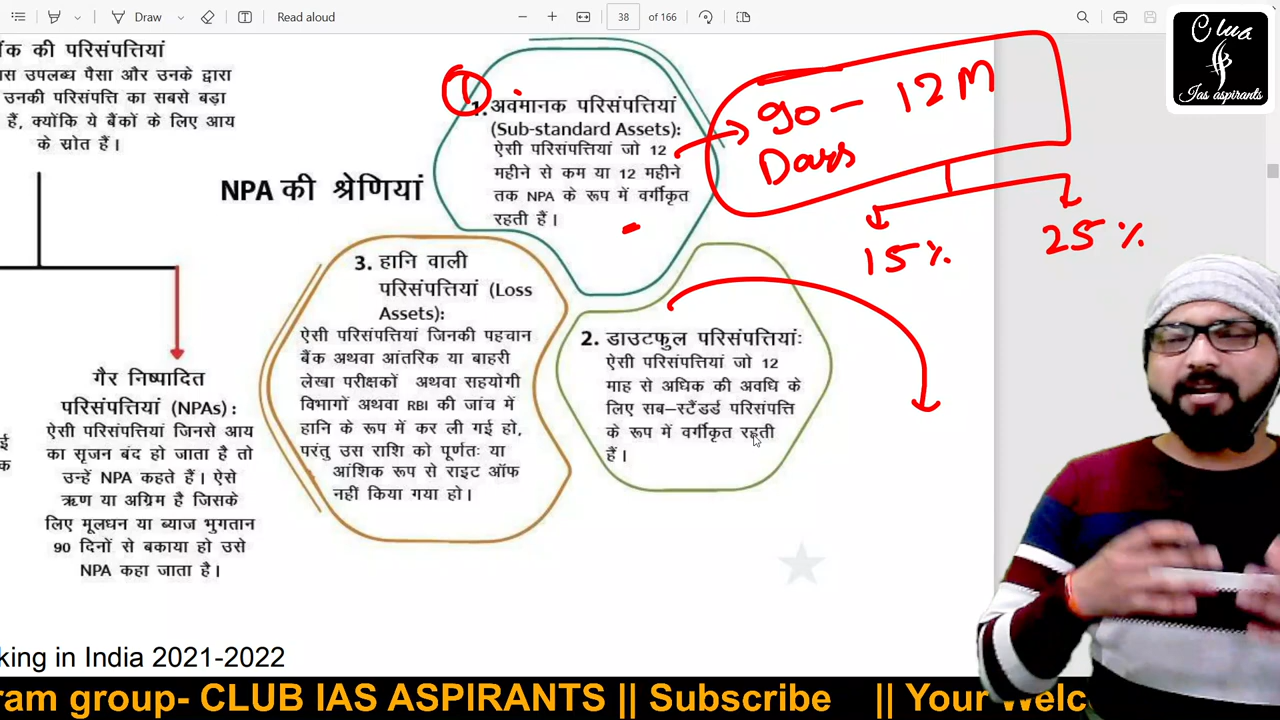 Draw
Read aloud
38
of 166
Clua
Ias aspirants
ंक की परिसंपत्तियां
ास उपलब्ध पैसा और उनके द्वारा
उनकी परिसंपत्ति का सबसे बड़ा
हैं, क्योंकि ये बैंकों के लिए आय
के स्रोत हैं।
NPA की श्रेणियां
1
1. अवमानक परिसंपत्तियां
(Sub-standard Assets):
ऐसी परिसंपत्तियां जो 12
महीने से कम या 12 महीने
तक NPA के रूप में वर्गीकृत
रहती हैं।
90 – 12 M
Days
15%
25%
3. हानि वाली
परिसंपत्तियां (Loss
Assets):
ऐसी परिसंपत्तियां जिनकी पहचान
बैंक अथवा आंतरिक या बाहरी
लेखा परीक्षकों अथवा सहयोगी
विभागों अथवा RBI की जांच में
हानि के रूप में कर ली गई हो,
परंतु उस राशि को पूर्णतः या
आंशिक रूप से राइट ऑफ
नहीं किया गया हो।
2. डाउटफुल परिसंपत्तियांः
ऐसी परिसंपत्तियां जो 12
माह से अधिक की अवधि के
लिए सब–स्टैंडर्ड परिसंपत्ति
के रूप में वर्गीकृत रहती
हैं।
गैर निष्पादित
परिसंपत्तियां (NPAs) :
ऐसी परिसंपत्तियां जिनसे आय
का सृजन बंद हो जाता है तो
उन्हें NPA कहते हैं। ऐसे
ऋण या अग्रिम है जिसके
लिए मूलधन या ब्याज भुगतान
90 दिनों से बकाया हो उसे
NPA कहा जाता है।
ई
क
king in India 2021-2022
ram group- CLUB IAS ASPIRANTS || Subscribe || Your Welc